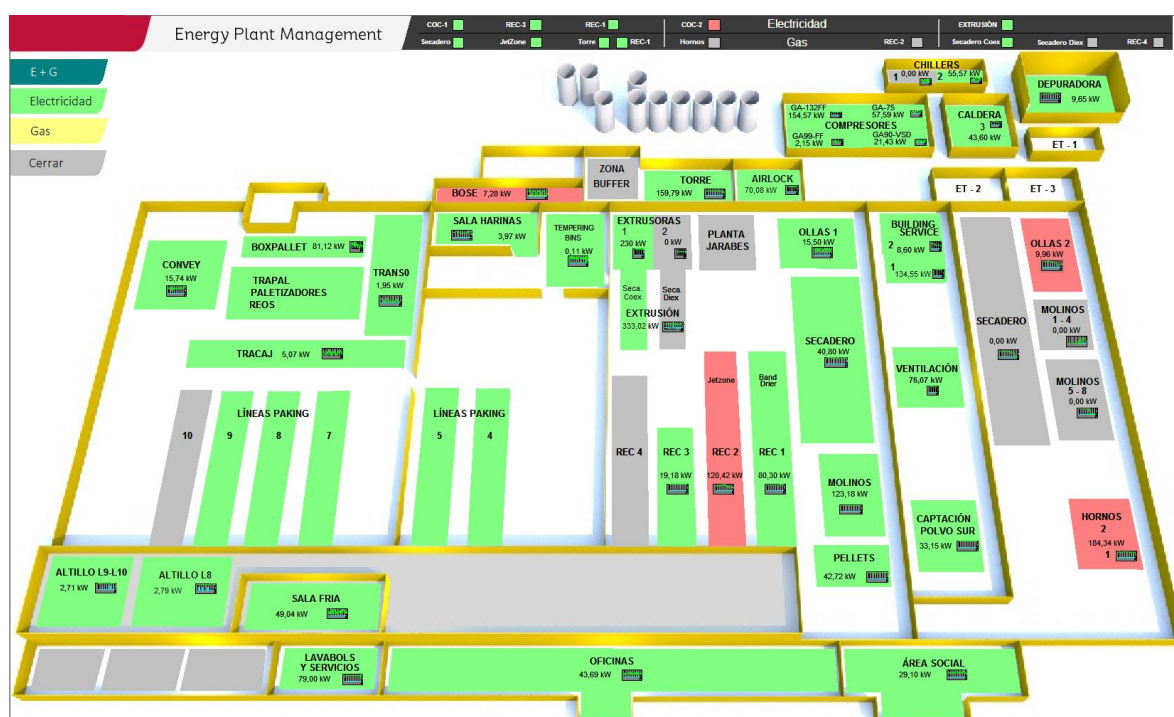 Energy Plant Management
COC-1 REC-3 REC-1 COC-2 Electricidad EXTRUSIÓN
Secadero JetZone Torre REC-1 Hornos Gas REC-2 Secadero Coex Secadero Diex REC-4
E + G
Electricidad
Gas
Cerrar
CHILLERS
1 0,00 kW 2 55,57 kW
DEPURADORA
9,65 kW
GA-132FF GA-75
154,57 kW 57,59 kW
COMPRESORES
GA99-FF GA90-VSD
2,15 kW 21,43 kW
CALDERA
3
43,60 kW
ET - 1
ZONA
BUFFER
TORRE
159,79 kW
AIRLOCK
70,08 kW
ET - 2
ET - 3
BOSE 7,28 kW
SALA HARINAS
3,97 kW
TEMPERING
BINS
0,11 kW
EXTRUSORAS
1 2
230 kW 0 kW
PLANTA
JARABES
OLLAS 1
15,50 kW
BUILDING
SERVICE
2 8,60 kW
1 134,55 kW
OLLAS 2
9,96 kW
BOXPALLET 81,12 kW
CONVEY
15,74 kW
TRAPAL
PALETIZADORES
REOS
TRANS0
1,95 kW
Seca.
Coex
Seca.
Diex
EXTRUSIÓN
333,02 kW
SECADERO
40,80 kW
SECADERO
0,00 kW
MOLINOS
1 - 4
0,00 kW
TRACAJ 5,07 kW
VENTILACIÓN
76,07 kW
MOLINOS
5 - 8
0,00 kW
Jetzone
Band
Drier
LÍNEAS PAKING
10 9 8 7
LÍNEAS PAKING
5 4
REC 4
REC 3
19,18 kW
REC 2
120,42 kW
REC 1
80,30 kW
MOLINOS
123,18 kW
CAPTACIÓN
POLVO SUR
33,15 kW
HORNOS
2
184,34 kW
1
PELLETS
42,72 kW
ALTILLO L9-L10
2,71 kW
ALTILLO L8
2,79 kW
SALA FRIA
49,04 kW
LAVABOLS
Y SERVICIOS
79,00 kW
OFICINAS
43,69 kW
ÁREA SOCIAL
29,10 kW